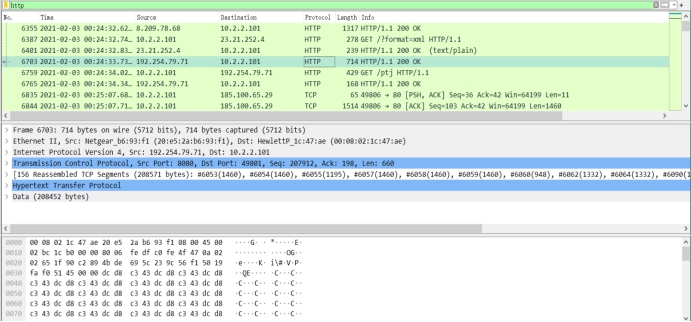 http
No. Time Source Destination Protocol Length Info
6355 2021-02-03 00:24:32.62… 8.209.78.68 10.2.2.101 HTTP 1317 HTTP/1.1 200 OK
6387 2021-02-03 00:24:32.74… 10.2.2.101 23.21.252.4 HTTP 278 GET /?format=xml HTTP/1.1
6401 2021-02-03 00:24:32.83… 23.21.252.4 10.2.2.101 HTTP 239 HTTP/1.1 200 OK (text/plain)
6703 2021-02-03 00:24:33.73… 192.254.79.71 10.2.2.101 HTTP 714 HTTP/1.1 200 OK
6759 2021-02-03 00:24:34.02… 10.2.2.101 192.254.79.71 HTTP 429 GET /ptj HTTP/1.1
6765 2021-02-03 00:24:34.34… 192.254.79.71 10.2.2.101 HTTP 168 HTTP/1.1 200 OK
6835 2021-02-03 00:25:07.68… 10.2.2.101 185.100.65.29 TCP 65 49806 → 80 [PSH, ACK] Seq=36 Ack=42 Win=64199 Len=11
6844 2021-02-03 00:25:07.71… 10.2.2.101 185.100.65.29 TCP 1514 49806 → 80 [ACK] Seq=103 Ack=42 Win=64199 Len=1460
Frame 6703: 714 bytes on wire (5712 bits), 714 bytes captured (5712 bits)
Ethernet II, Src: Netgear_b6:93:f1 (20:e5:2a:b6:93:f1), Dst: HewlettP_1c:47:ae (00:08:02:1c:47:ae)
Internet Protocol Version 4, Src: 192.254.79.71, Dst: 10.2.2.101
Transmission Control Protocol, Src Port: 8080, Dst Port: 49801, Seq: 207912, Ack: 198, Len: 660
[156 Reassembled TCP Segments (208571 bytes): #6053(1460), #6054(1460), #6055(1195), #6057(1460), #6058(1460), #6059(1460), #6060(948), #6062(1332), #6064(1332), #6090(1
Hypertext Transfer Protocol
Data (208452 bytes)
0000 00 08 02 1c 47 ae 20 e5 2a b6 93 f1 08 00 45 00 ····G· · *·····E·
0010 02 bc 1c b0 00 00 80 06 fe df c0 fe 4f 47 0a 02 ········ ····OG··
0020 02 65 1f 90 c2 89 4b de 69 5c 23 9c 56 f1 50 19 ·e····K· i\#·V·P·
0030 fa f0 51 45 00 00 dc d8 c3 43 dc d8 c3 43 dc d8 ··QE···· ·C···C··
0040 c3 43 dc d8 c3 43 dc d8 c3 43 dc d8 c3 43 dc d8 ·C···C·· ·C···C··
0050 c3 43 dc d8 c3 43 dc d8 c3 43 dc d8 c3 43 dc d8 ·C···C·· ·C···C··
0060 c3 43 dc d8 c3 43 dc d8 c3 43 dc d8 c3 43 dc d8 ·C···C·· ·C···C··
0070 c3 43 dc d8 c3 43 dc d8 c3 43 dc d8 c3 43 dc d8 ·C···C·· ·C···C··